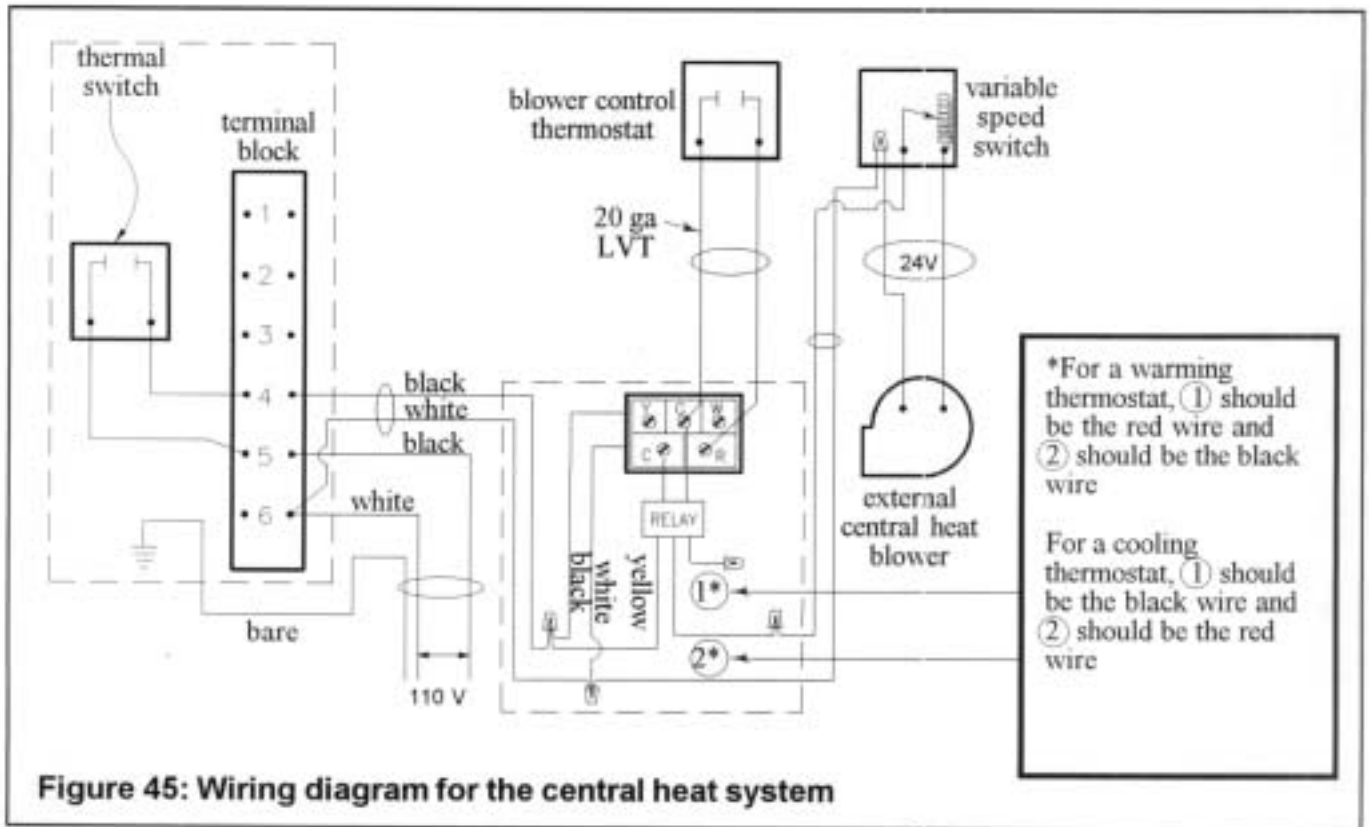 thermal
switch
terminal
block
1
2
3
4
5
6
blower control
thermostat
variable
speed
switch
20 ga
LVT
24V
black
white
black
white
bare
110 V
Y G W
C R
RELAY
black
white
yellow
1*
2*
external
central heat
blower
*For a warming
thermostat, 1 should
be the red wire and
2 should be the black
wire
For a cooling
thermostat, 1 should
be the black wire and
2 should be the red
wire
Figure 45: Wiring diagram for the central heat system